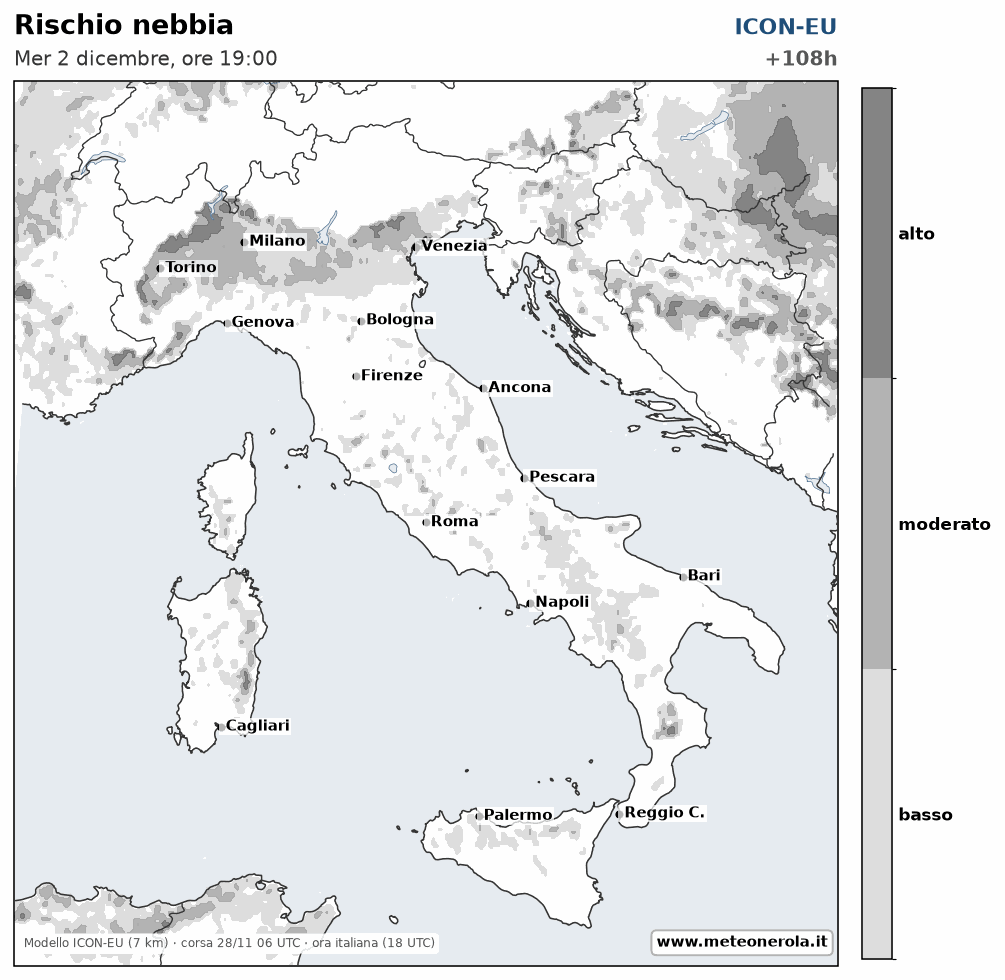 Rischio nebbia
ICON-EU
Mer 2 dicembre, ore 19:00
+108h
alto
moderato
basso
Milano
Venezia
Torino
Genova
Bologna
Firenze
Ancona
Pescara
Roma
Bari
Napoli
Cagliari
Palermo
Reggio C.
Modello ICON-EU (7 km) · corsa 28/11 06 UTC · ora italiana (18 UTC)
www.meteonerola.it